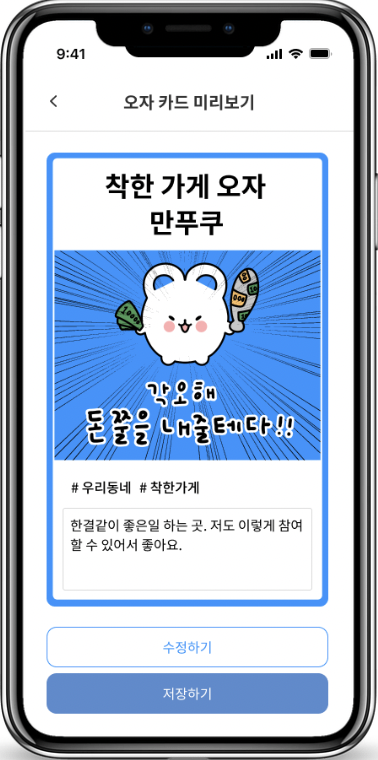 9:41
오자 카드 미리보기
착한 가게 오자
만푸쿠
각오해
돈쭐을 내줄테다!!
# 우리동네 # 착한가게
한결같이 좋은일 하는 곳. 저도 이렇게 참여
할 수 있어서 좋아요.
수정하기
저장하기